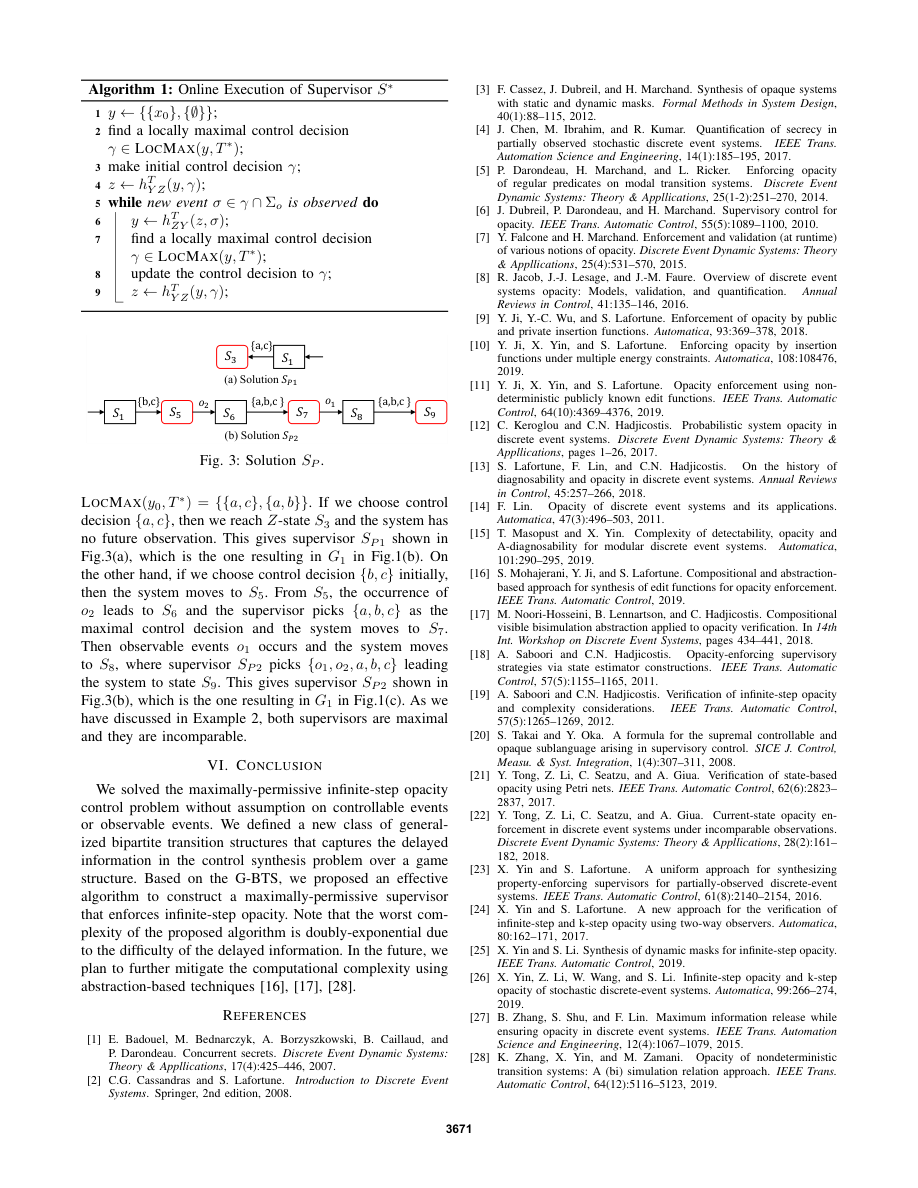 Algorithm 1: Online Execution of Supervisor S*
1 y ← {{x0}, {∅}};
2 find a locally maximal control decision
γ ∈ LOCMAX(y, T*);
3 make initial control decision γ;
4 z ← h^T_{YZ}(y, γ);
5 while new event σ ∈ γ ∩ Σo is observed do
6 y ← h^T_{ZY}(z, σ);
7 find a locally maximal control decision
γ ∈ LOCMAX(y, T*);
8 update the control decision to γ;
9 z ← h^T_{YZ}(y, γ);
S3 {a,c} S1
(a) Solution SP1
S1 {b,c} S5 o2 S6 {a,b,c} S7 o1 S8 {a,b,c} S9
(b) Solution SP2
Fig. 3: Solution SP.
LOCMAX(y0, T*) = {{a, c}, {a, b}}. If we choose control
decision {a, c}, then we reach Z-state S3 and the system has
no future observation. This gives supervisor SP1 shown in
Fig.3(a), which is the one resulting in G1 in Fig.1(b). On
the other hand, if we choose control decision {b, c} initially,
then the system moves to S5. From S5, the occurrence of
o2 leads to S6 and the supervisor picks {a, b, c} as the
maximal control decision and the system moves to S7.
Then observable events o1 occurs and the system moves
to S8, where supervisor SP2 picks {o1, o2, a, b, c} leading
the system to state S9. This gives supervisor SP2 shown in
Fig.3(b), which is the one resulting in G1 in Fig.1(c). As we
have discussed in Example 2, both supervisors are maximal
and they are incomparable.
VI. CONCLUSION
We solved the maximally-permissive infinite-step opacity
control problem without assumption on controllable events
or observable events. We defined a new class of general-
ized bipartite transition structures that captures the delayed
information in the control synthesis problem over a game
structure. Based on the G-BTS, we proposed an effective
algorithm to construct a maximally-permissive supervisor
that enforces infinite-step opacity. Note that the worst com-
plexity of the proposed algorithm is doubly-exponential due
to the difficulty of the delayed information. In the future, we
plan to further mitigate the computational complexity using
abstraction-based techniques [16], [17], [28].
REFERENCES
[1] E. Badouel, M. Bednarczyk, A. Borzyszkowski, B. Caillaud, and
P. Darondeau. Concurrent secrets. Discrete Event Dynamic Systems:
Theory & Appllications, 17(4):425–446, 2007.
[2] C.G. Cassandras and S. Lafortune. Introduction to Discrete Event
Systems. Springer, 2nd edition, 2008.
[3] F. Cassez, J. Dubreil, and H. Marchand. Synthesis of opaque systems
with static and dynamic masks. Formal Methods in System Design,
40(1):88–115, 2012.
[4] J. Chen, M. Ibrahim, and R. Kumar. Quantification of secrecy in
partially observed stochastic discrete event systems. IEEE Trans.
Automation Science and Engineering, 14(1):185–195, 2017.
[5] P. Darondeau, H. Marchand, and L. Ricker. Enforcing opacity
of regular predicates on modal transition systems. Discrete Event
Dynamic Systems: Theory & Appllications, 25(1-2):251–270, 2014.
[6] J. Dubreil, P. Darondeau, and H. Marchand. Supervisory control for
opacity. IEEE Trans. Automatic Control, 55(5):1089–1100, 2010.
[7] Y. Falcone and H. Marchand. Enforcement and validation (at runtime)
of various notions of opacity. Discrete Event Dynamic Systems: Theory
& Appllications, 25(4):531–570, 2015.
[8] R. Jacob, J.-J. Lesage, and J.-M. Faure. Overview of discrete event
systems opacity: Models, validation, and quantification. Annual
Reviews in Control, 41:135–146, 2016.
[9] Y. Ji, Y.-C. Wu, and S. Lafortune. Enforcement of opacity by public
and private insertion functions. Automatica, 93:369–378, 2018.
[10] Y. Ji, X. Yin, and S. Lafortune. Enforcing opacity by insertion
functions under multiple energy constraints. Automatica, 108:108476,
2019.
[11] Y. Ji, X. Yin, and S. Lafortune. Opacity enforcement using non-
deterministic publicly known edit functions. IEEE Trans. Automatic
Control, 64(10):4369–4376, 2019.
[12] C. Keroglou and C.N. Hadjicostis. Probabilistic system opacity in
discrete event systems. Discrete Event Dynamic Systems: Theory &
Appllications, pages 1–26, 2017.
[13] S. Lafortune, F. Lin, and C.N. Hadjicostis. On the history of
diagnosability and opacity in discrete event systems. Annual Reviews
in Control, 45:257–266, 2018.
[14] F. Lin. Opacity of discrete event systems and its applications.
Automatica, 47(3):496–503, 2011.
[15] T. Masopust and X. Yin. Complexity of detectability, opacity and
A-diagnosability for modular discrete event systems. Automatica,
101:290–295, 2019.
[16] S. Mohajerani, Y. Ji, and S. Lafortune. Compositional and abstraction-
based approach for synthesis of edit functions for opacity enforcement.
IEEE Trans. Automatic Control, 2019.
[17] M. Noori-Hosseini, B. Lennartson, and C. Hadjicostis. Compositional
visible bisimulation abstraction applied to opacity verification. In 14th
Int. Workshop on Discrete Event Systems, pages 434–441, 2018.
[18] A. Saboori and C.N. Hadjicostis. Opacity-enforcing supervisory
strategies via state estimator constructions. IEEE Trans. Automatic
Control, 57(5):1155–1165, 2011.
[19] A. Saboori and C.N. Hadjicostis. Verification of infinite-step opacity
and complexity considerations. IEEE Trans. Automatic Control,
57(5):1265–1269, 2012.
[20] S. Takai and Y. Oka. A formula for the supremal controllable and
opaque sublanguage arising in supervisory control. SICE J. Control,
Measu. & Syst. Integration, 1(4):307–311, 2008.
[21] Y. Tong, Z. Li, C. Seatzu, and A. Giua. Verification of state-based
opacity using Petri nets. IEEE Trans. Automatic Control, 62(6):2823–
2837, 2017.
[22] Y. Tong, Z. Li, C. Seatzu, and A. Giua. Current-state opacity en-
forcement in discrete event systems under incomparable observations.
Discrete Event Dynamic Systems: Theory & Appllications, 28(2):161–
182, 2018.
[23] X. Yin and S. Lafortune. A uniform approach for synthesizing
property-enforcing supervisors for partially-observed discrete-event
systems. IEEE Trans. Automatic Control, 61(8):2140–2154, 2016.
[24] X. Yin and S. Lafortune. A new approach for the verification of
infinite-step and k-step opacity using two-way observers. Automatica,
80:162–171, 2017.
[25] X. Yin and S. Li. Synthesis of dynamic masks for infinite-step opacity.
IEEE Trans. Automatic Control, 2019.
[26] X. Yin, Z. Li, W. Wang, and S. Li. Infinite-step opacity and k-step
opacity of stochastic discrete-event systems. Automatica, 99:266–274,
2019.
[27] B. Zhang, S. Shu, and F. Lin. Maximum information release while
ensuring opacity in discrete event systems. IEEE Trans. Automation
Science and Engineering, 12(4):1067–1079, 2015.
[28] K. Zhang, X. Yin, and M. Zamani. Opacity of nondeterministic
transition systems: A (bi) simulation relation approach. IEEE Trans.
Automatic Control, 64(12):5116–5123, 2019.
3671